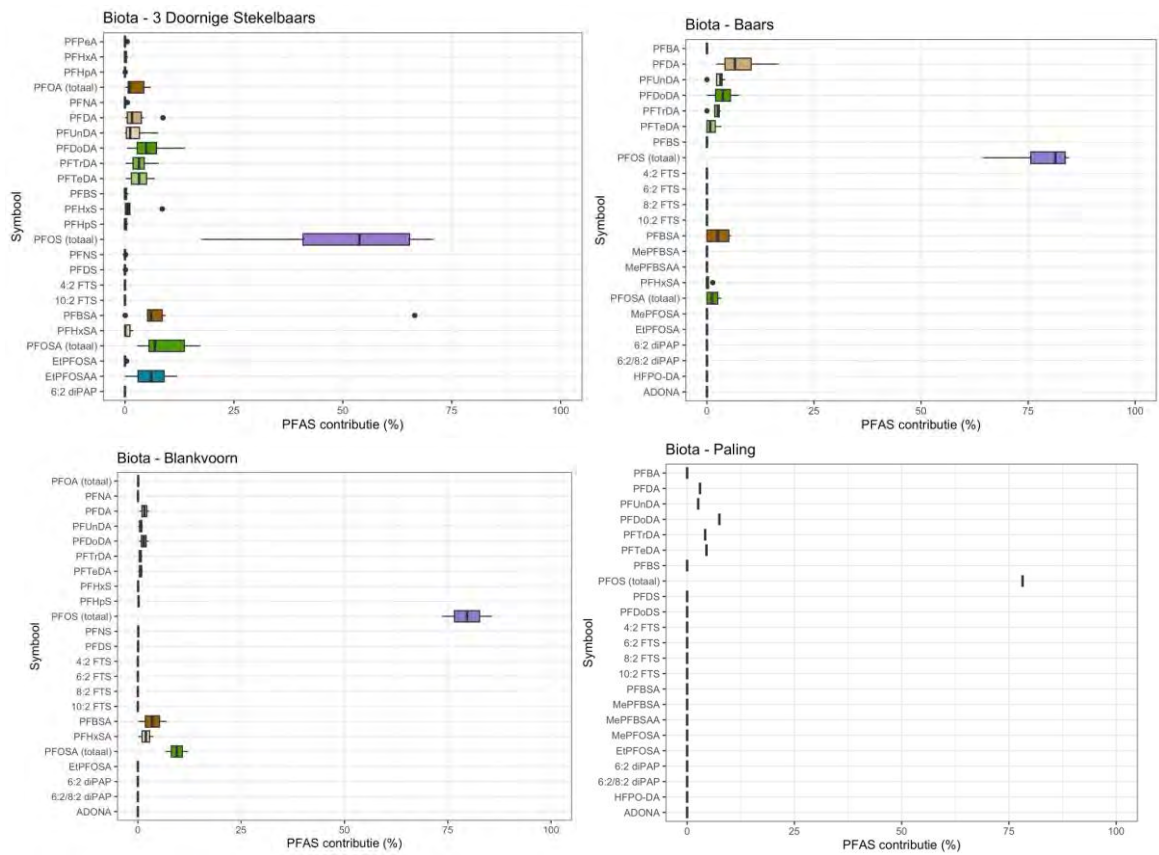 Biota - 3 Doornige Stekelbaars
Symbool
PFPeA
PFHxA
PFHpA
PFOA (totaal)
PFNA
PFDA
PFUnDA
PFDoDA
PFTrDA
PFTeDA
PFBS
PFHxS
PFHpS
PFOS (totaal)
PFNS
PFDS
4:2 FTS
10:2 FTS
PFBSA
PFHxSA
PFOSA (totaal)
EtPFOSA
EtPFOSAA
6:2 diPAP
0 25 50 75 100
PFAS contributie (%)
Biota - Baars
Symbool
PFBA
PFDA
PFUnDA
PFDoDA
PFTrDA
PFTeDA
PFBS
PFOS (totaal)
4:2 FTS
6:2 FTS
8:2 FTS
10:2 FTS
PFBSA
MePFBSA
MePFBSAA
PFHxSA
PFOSA (totaal)
MePFOSA
EtPFOSA
6:2 diPAP
6:2/8:2 diPAP
HFPO-DA
ADONA
0 25 50 75 100
PFAS contributie (%)
Biota - Blankvoorn
Symbool
PFOA (totaal)
PFNA
PFDA
PFUnDA
PFDoDA
PFTrDA
PFTeDA
PFHxS
PFHpS
PFOS (totaal)
PFNS
PFDS
4:2 FTS
6:2 FTS
8:2 FTS
10:2 FTS
PFBSA
PFHxSA
PFOSA (totaal)
EtPFOSA
6:2 diPAP
6:2/8:2 diPAP
ADONA
0 25 50 75 100
PFAS contributie (%)
Biota - Paling
Symbool
PFBA
PFDA
PFUnDA
PFDoDA
PFTrDA
PFTeDA
PFBS
PFOS (totaal)
PFDS
PFDoDS
4:2 FTS
6:2 FTS
8:2 FTS
10:2 FTS
PFBSA
MePFBSA
MePFBSAA
MePFOSA
EtPFOSA
6:2 diPAP
6:2/8:2 diPAP
HFPO-DA
ADONA
0 25 50 75 100
PFAS contributie (%)